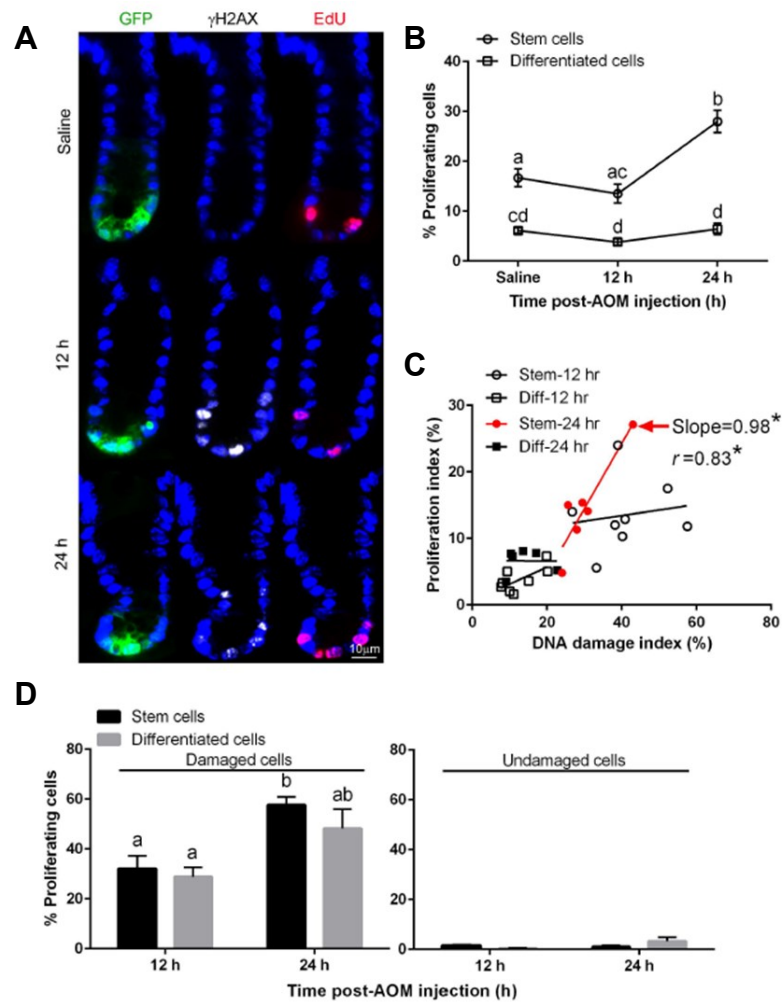 A
GFP γH2AX EdU
Saline
12 h
24 h
10μm
B
Stem cells
Differentiated cells
% Proliferating cells
40
30
20
10
0
a
ac
b
cd
d
d
Saline 12 h 24 h
Time post-AOM injection (h)
C
Stem-12 hr
Diff-12 hr
Stem-24 hr
Diff-24 hr
Slope=0.98*
r=0.83*
Proliferation index (%)
30
20
10
0
0 20 40 60 80
DNA damage index (%)
D
Stem cells
Differentiated cells
% Proliferating cells
Damaged cells
80
60
40
20
0
a
a
b
ab
12 h 24 h
Undamaged cells
80
60
40
20
0
12 h 24 h
Time post-AOM injection (h)